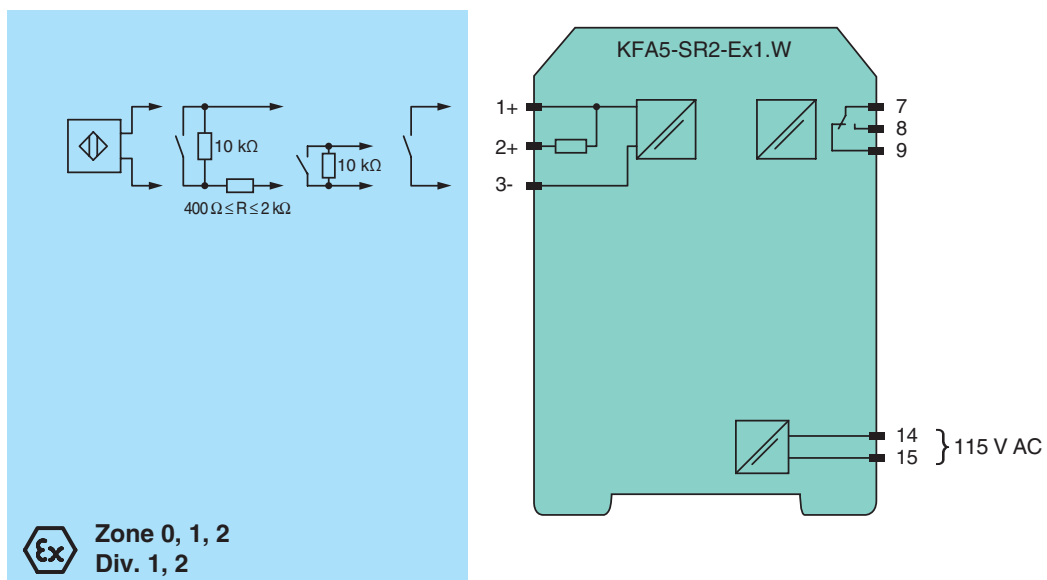 KFA5-SR2-Ex1.W
1+
2+
3-
10 kΩ
10 kΩ
400 Ω ≤ R ≤ 2 kΩ
7
8
9
14
15
115 V AC
Ex
Zone 0, 1, 2
Div. 1, 2